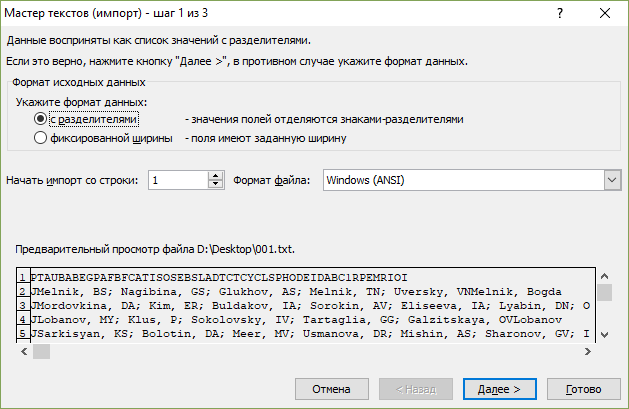 Мастер текстов (импорт) - шаг 1 из 3
Данные восприняты как список значений с разделителями.
Если это верно, нажмите кнопку "Далее >", в противном случае укажите формат данных.
Формат исходных данных
Укажите формат данных:
с разделителями - значения полей отделяются знаками-разделителями
фиксированной ширины - поля имеют заданную ширину
Начать импорт со строки: 1 Формат файла: Windows (ANSI)
Предварительный просмотр файла D:\Desktop\001.txt.
1 PTAUBABEGPAFBFCATISOSEBSLADTCTCYCLSPHODEIDABC1RPEMRIOI
2 JMelnik, BS; Nagibina, GS; Glukhov, AS; Melnik, TN; Uversky, VNMelnik, Bogda
3 JMordovkina, DA; Kim, ER; Buldakov, IA; Sorokin, AV; Eliseeva, IA; Lyabin, DN; O
4 JLobanov, MY; Klus, P; Sokolovsky, IV; Tartaglia, GG; Galzitskaya, OVLobanov
5 JSarkisyan, KS; Bolotin, DA; Meer, MV; Usmanova, DR; Mishin, AS; Sharonov, GV; I
Отмена < Назад Далее > Готово